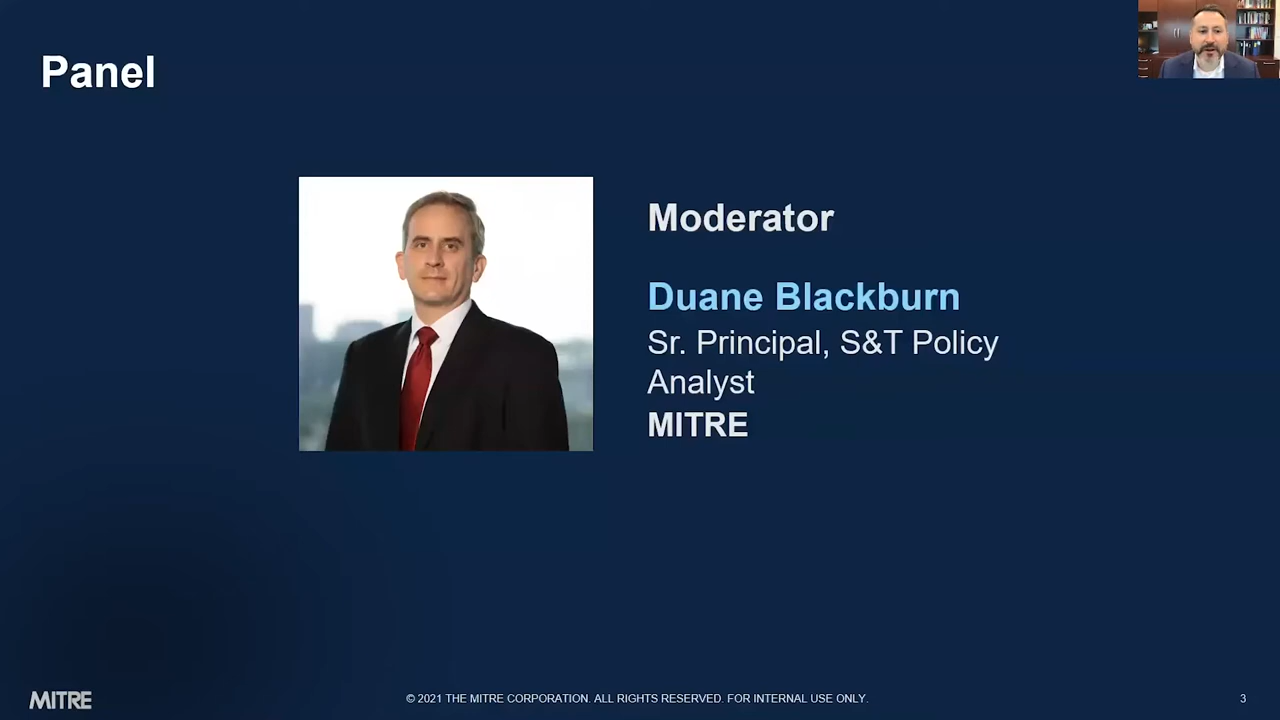 Panel
Moderator
Duane Blackburn
Sr. Principal, S&T Policy
Analyst
MITRE
MITRE
© 2021 THE MITRE CORPORATION. ALL RIGHTS RESERVED. FOR INTERNAL USE ONLY.
3